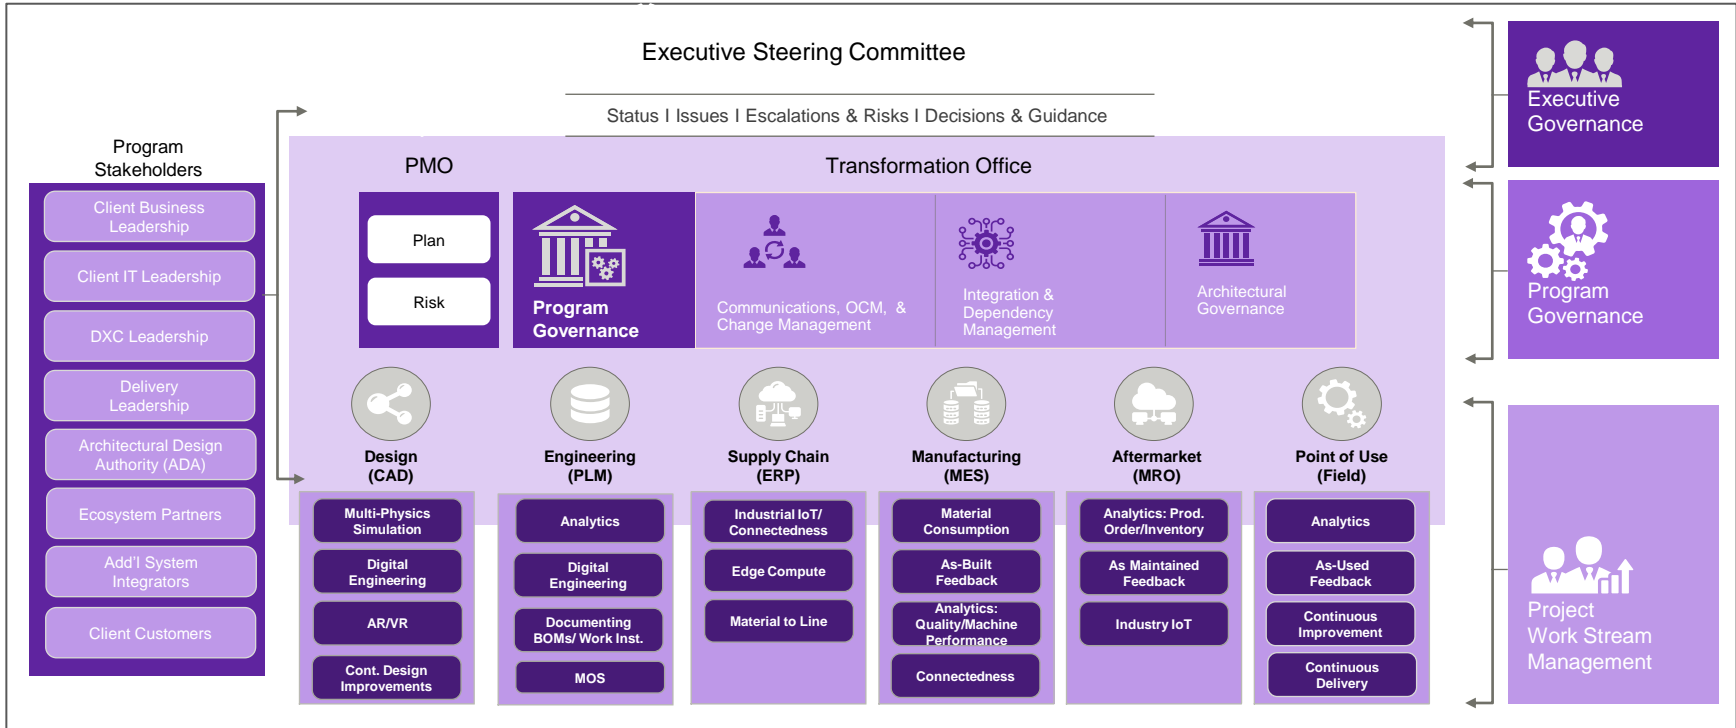 Executive Steering Committee
Status I Issues I Escalations & Risks I Decisions & Guidance
Program
Stakeholders
Client Business
Leadership
Client IT Leadership
DXC Leadership
Delivery
Leadership
Architectural Design
Authority (ADA)
Ecosystem Partners
Add'l System
Integrators
Client Customers
PMO
Plan
Risk
Transformation Office
Program
Governance
Communications, OCM, &
Change Management
Integration &
Dependency
Management
Architectural
Governance
Design
(CAD)
Multi-Physics
Simulation
Digital
Engineering
AR/VR
Cont. Design
Improvements
Engineering
(PLM)
Analytics
Digital
Engineering
Documenting
BOMs/ Work Inst.
MOS
Supply Chain
(ERP)
Industrial IoT/
Connectedness
Edge Compute
Material to Line
Manufacturing
(MES)
Material
Consumption
As-Built
Feedback
Analytics:
Quality/Machine
Performance
Connectedness
Aftermarket
(MRO)
Analytics: Prod.
Order/Inventory
As Maintained
Feedback
Industry IoT
Point of Use
(Field)
Analytics
As-Used
Feedback
Continuous
Improvement
Continuous
Delivery
Executive
Governance
Program
Governance
Project
Work Stream
Management